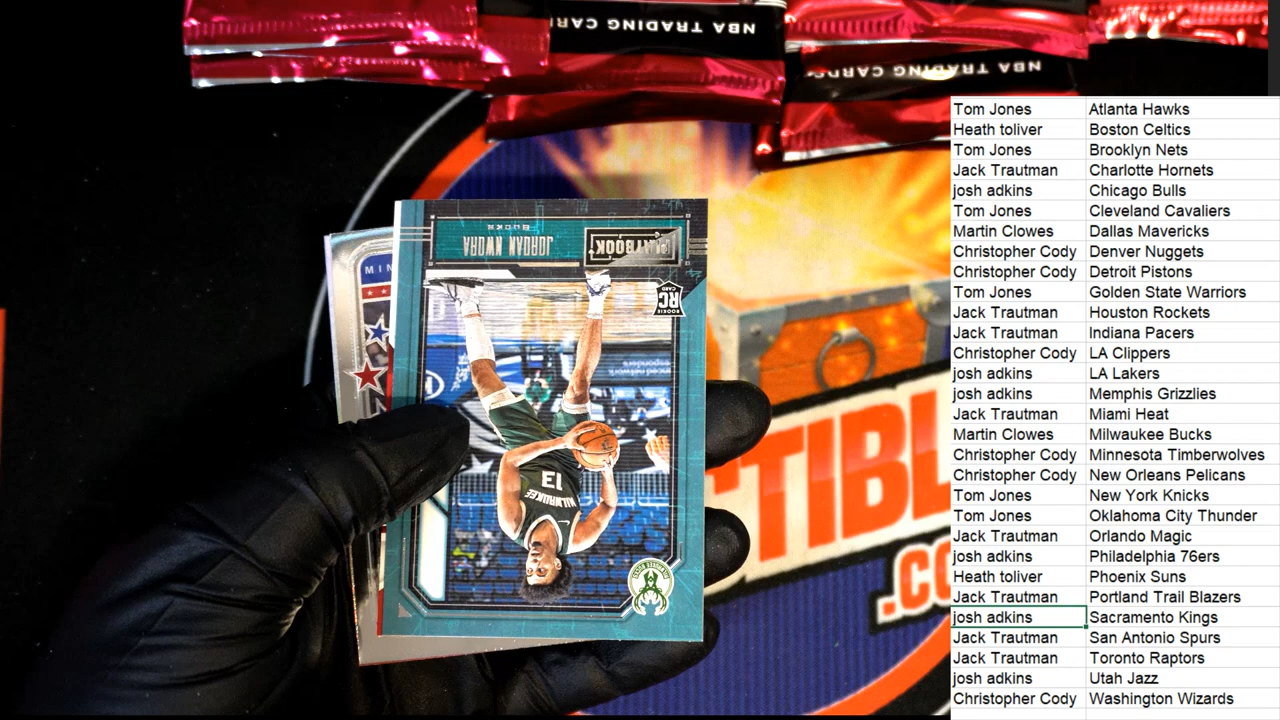 NBA TRADING CAR
NBA TRADING CARDS
Tom Jones Atlanta Hawks
Heath toliver Boston Celtics
Tom Jones Brooklyn Nets
Jack Trautman Charlotte Hornets
josh adkins Chicago Bulls
Tom Jones Cleveland Cavaliers
Martin Clowes Dallas Mavericks
Christopher Cody Denver Nuggets
Christopher Cody Detroit Pistons
Tom Jones Golden State Warriors
Jack Trautman Houston Rockets
Jack Trautman Indiana Pacers
Christopher Cody LA Clippers
josh adkins LA Lakers
josh adkins Memphis Grizzlies
Jack Trautman Miami Heat
Martin Clowes Milwaukee Bucks
Christopher Cody Minnesota Timberwolves
Christopher Cody New Orleans Pelicans
Tom Jones New York Knicks
Tom Jones Oklahoma City Thunder
Jack Trautman Orlando Magic
josh adkins Philadelphia 76ers
Heath toliver Phoenix Suns
Jack Trautman Portland Trail Blazers
josh adkins Sacramento Kings
Jack Trautman San Antonio Spurs
Jack Trautman Toronto Raptors
josh adkins Utah Jazz
Christopher Cody Washington Wizards
BUCKS
JORDAN NWORA
PLAYBOOK
RC
ROOKIE CARD
MIN
MILWAUKEE
13
TIBL
.CO